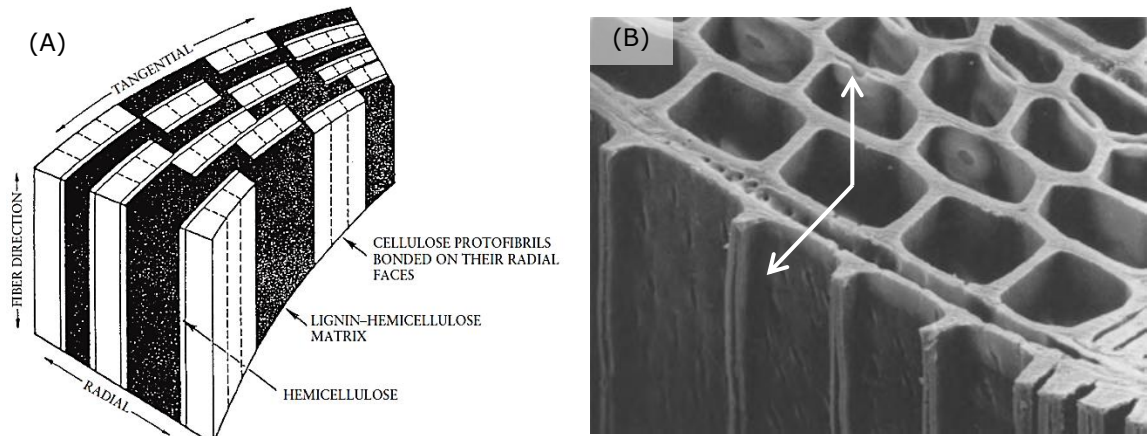 (A)
TANGENTIAL
FIBER DIRECTION
RADIAL
CELLULOSE PROTOFIBRILS
BONDED ON THEIR RADIAL
FACES
LIGNIN–HEMICELLULOSE
MATRIX
HEMICELLULOSE
(B)